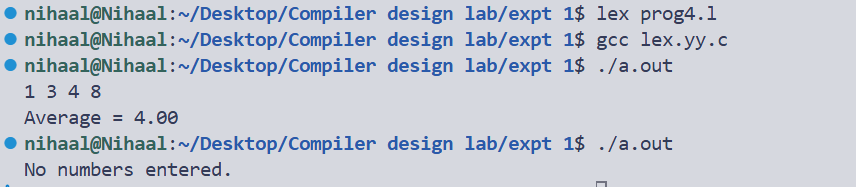 nihaal@Nihaal:~/Desktop/Compiler design lab/expt 1$ lex prog4.l
nihaal@Nihaal:~/Desktop/Compiler design lab/expt 1$ gcc lex.yy.c
nihaal@Nihaal:~/Desktop/Compiler design lab/expt 1$ ./a.out
1 3 4 8
Average = 4.00
nihaal@Nihaal:~/Desktop/Compiler design lab/expt 1$ ./a.out
No numbers entered.